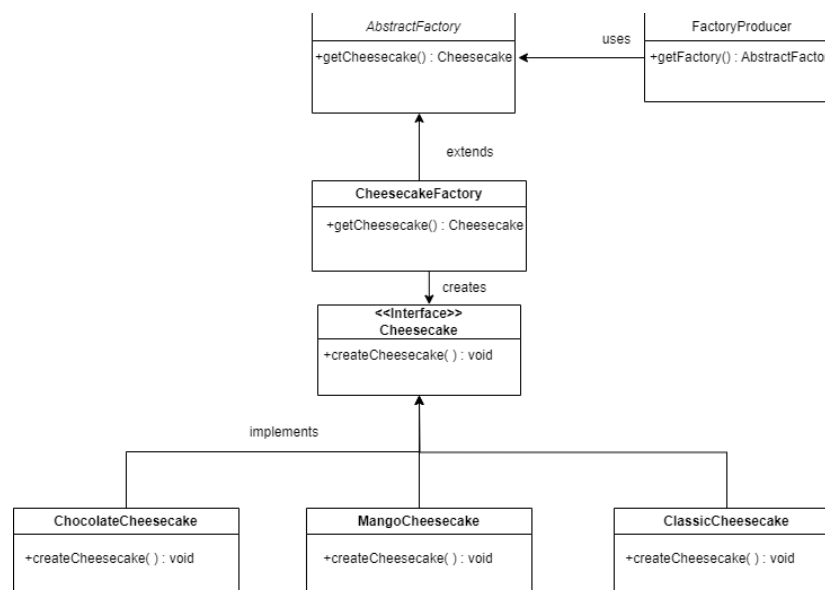 AbstractFactory
+getCheesecake() : Cheesecake
uses
FactoryProducer
+getFactory() : AbstractFactor
extends
CheesecakeFactory
+getCheesecake() : Cheesecake
creates
<<Interface>>
Cheesecake
+createCheesecake( ) : void
implements
ChocolateCheesecake
+createCheesecake( ) : void
MangoCheesecake
+createCheesecake( ) : void
ClassicCheesecake
+createCheesecake( ) : void